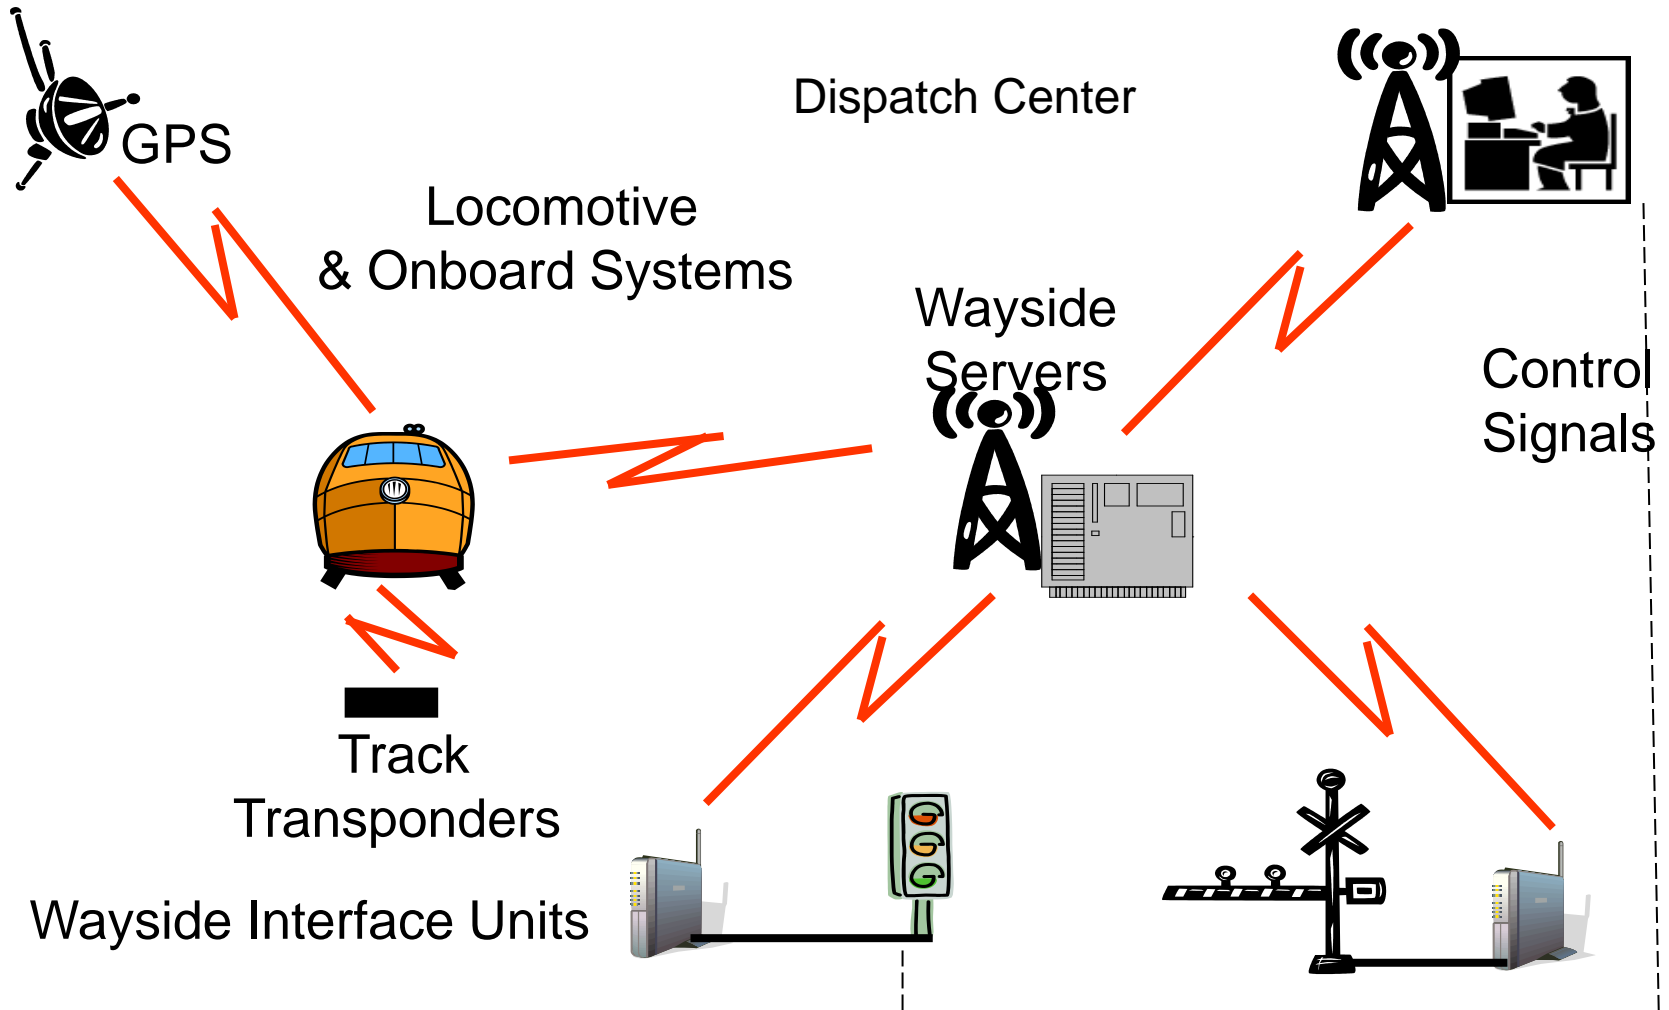 Dispatch Center
GPS
Locomotive
& Onboard Systems
Wayside
Servers
Control
Signals
Track
Transponders
Wayside Interface Units